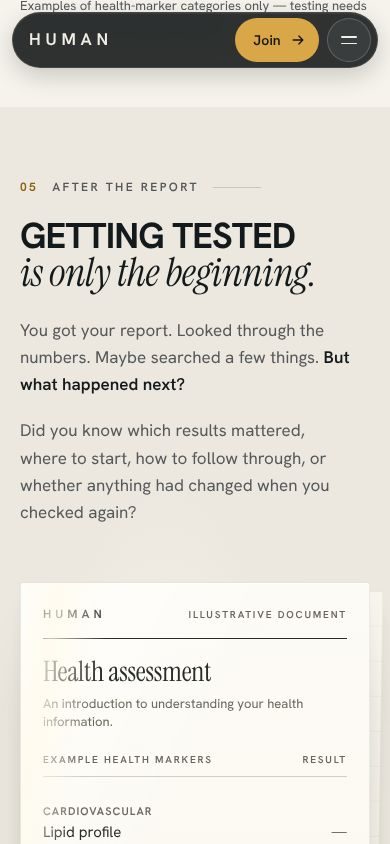 Examples of health-marker categories only — testing needs
HUMAN
Join →
05 AFTER THE REPORT
GETTING TESTED
is only the beginning.
You got your report. Looked through the
numbers. Maybe searched a few things. But
what happened next?
Did you know which results mattered,
where to start, how to follow through, or
whether anything had changed when you
checked again?
HUMAN ILLUSTRATIVE DOCUMENT
Health assessment
An introduction to understanding your health
information.
EXAMPLE HEALTH MARKERS RESULT
CARDIOVASCULAR
Lipid profile —